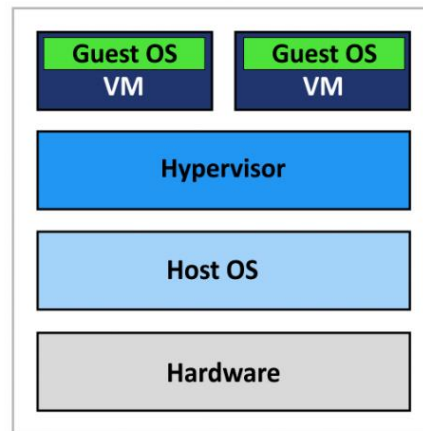 Guest OS
VM
Guest OS
VM
Hypervisor
Host OS
Hardware